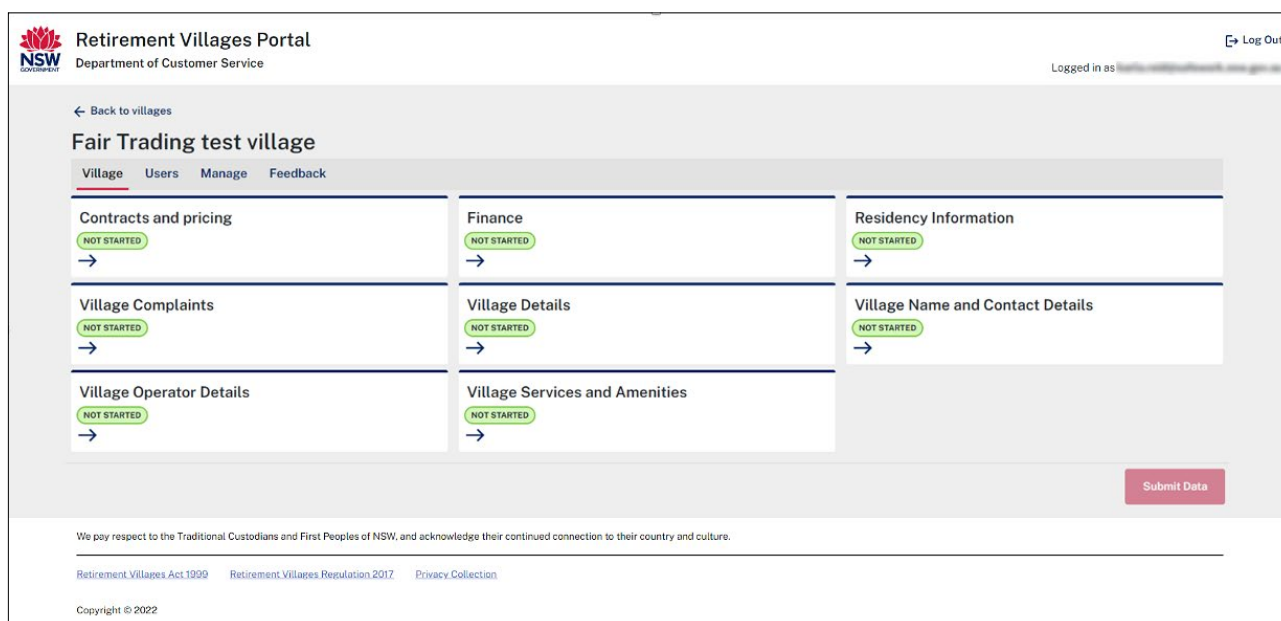 Retirement Villages Portal
Department of Customer Service
NSW
GOVERNMENT
Log Out
Logged in as
Back to villages
Fair Trading test village
Village Users Manage Feedback
Contracts and pricing
NOT STARTED
Finance
NOT STARTED
Residency Information
NOT STARTED
Village Complaints
NOT STARTED
Village Details
NOT STARTED
Village Name and Contact Details
NOT STARTED
Village Operator Details
NOT STARTED
Village Services and Amenities
NOT STARTED
Submit Data
We pay respect to the Traditional Custodians and First Peoples of NSW, and acknowledge their continued connection to their country and culture.
Retirement Villages Act 1999 Retirement Villages Regulation 2017 Privacy Collection
Copyright © 2022